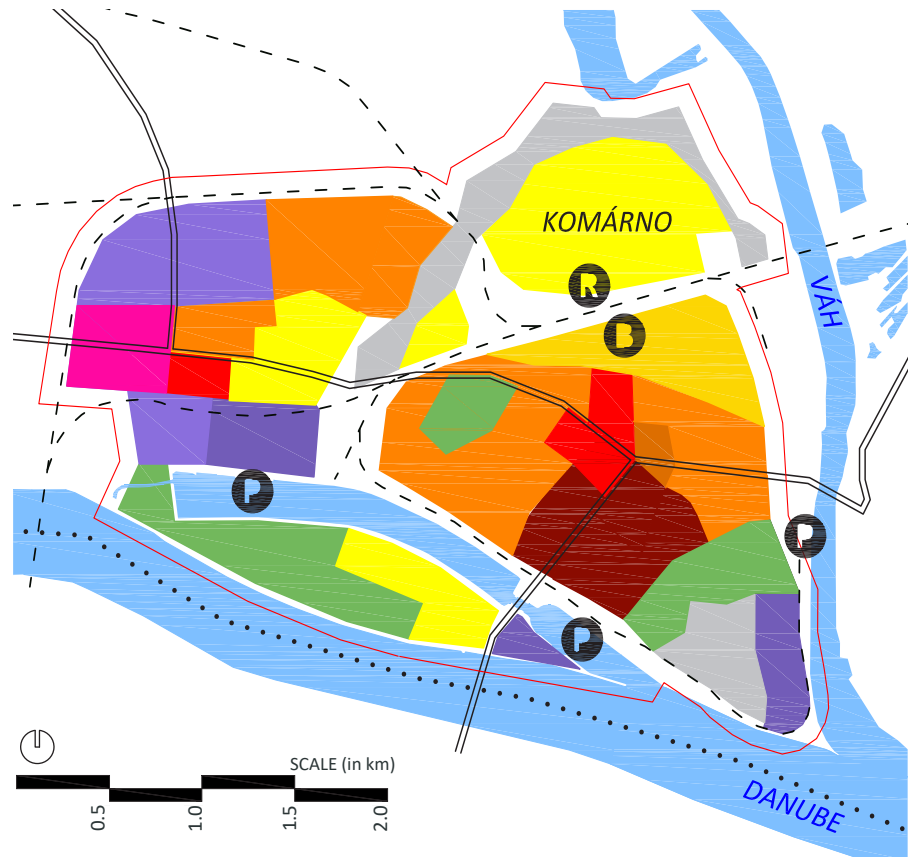 KOMÁRNO
R
VÁH
B
P
P
P
SCALE (in km)
0.5
1.0
1.5
2.0
DANUBE